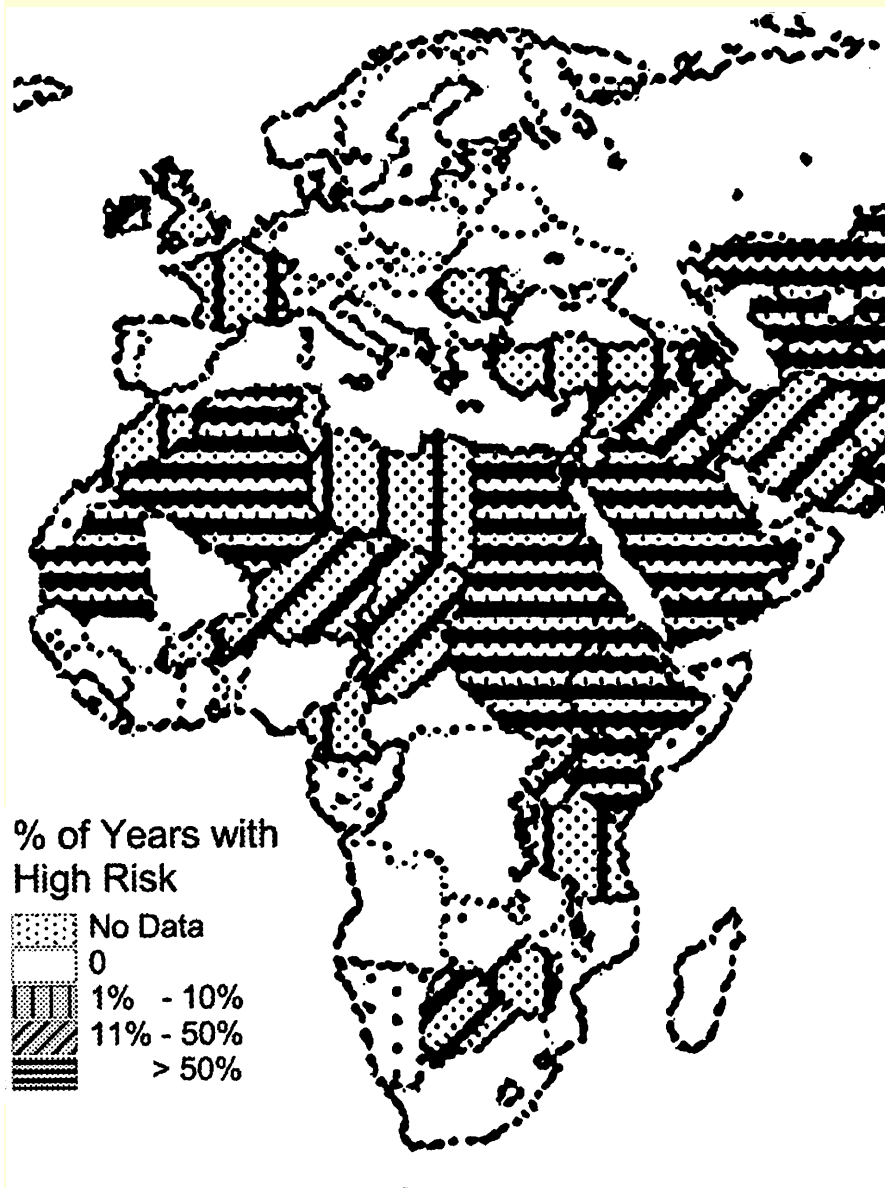 % of Years with
High Risk
No Data
0
1% - 10%
11% - 50%
> 50%